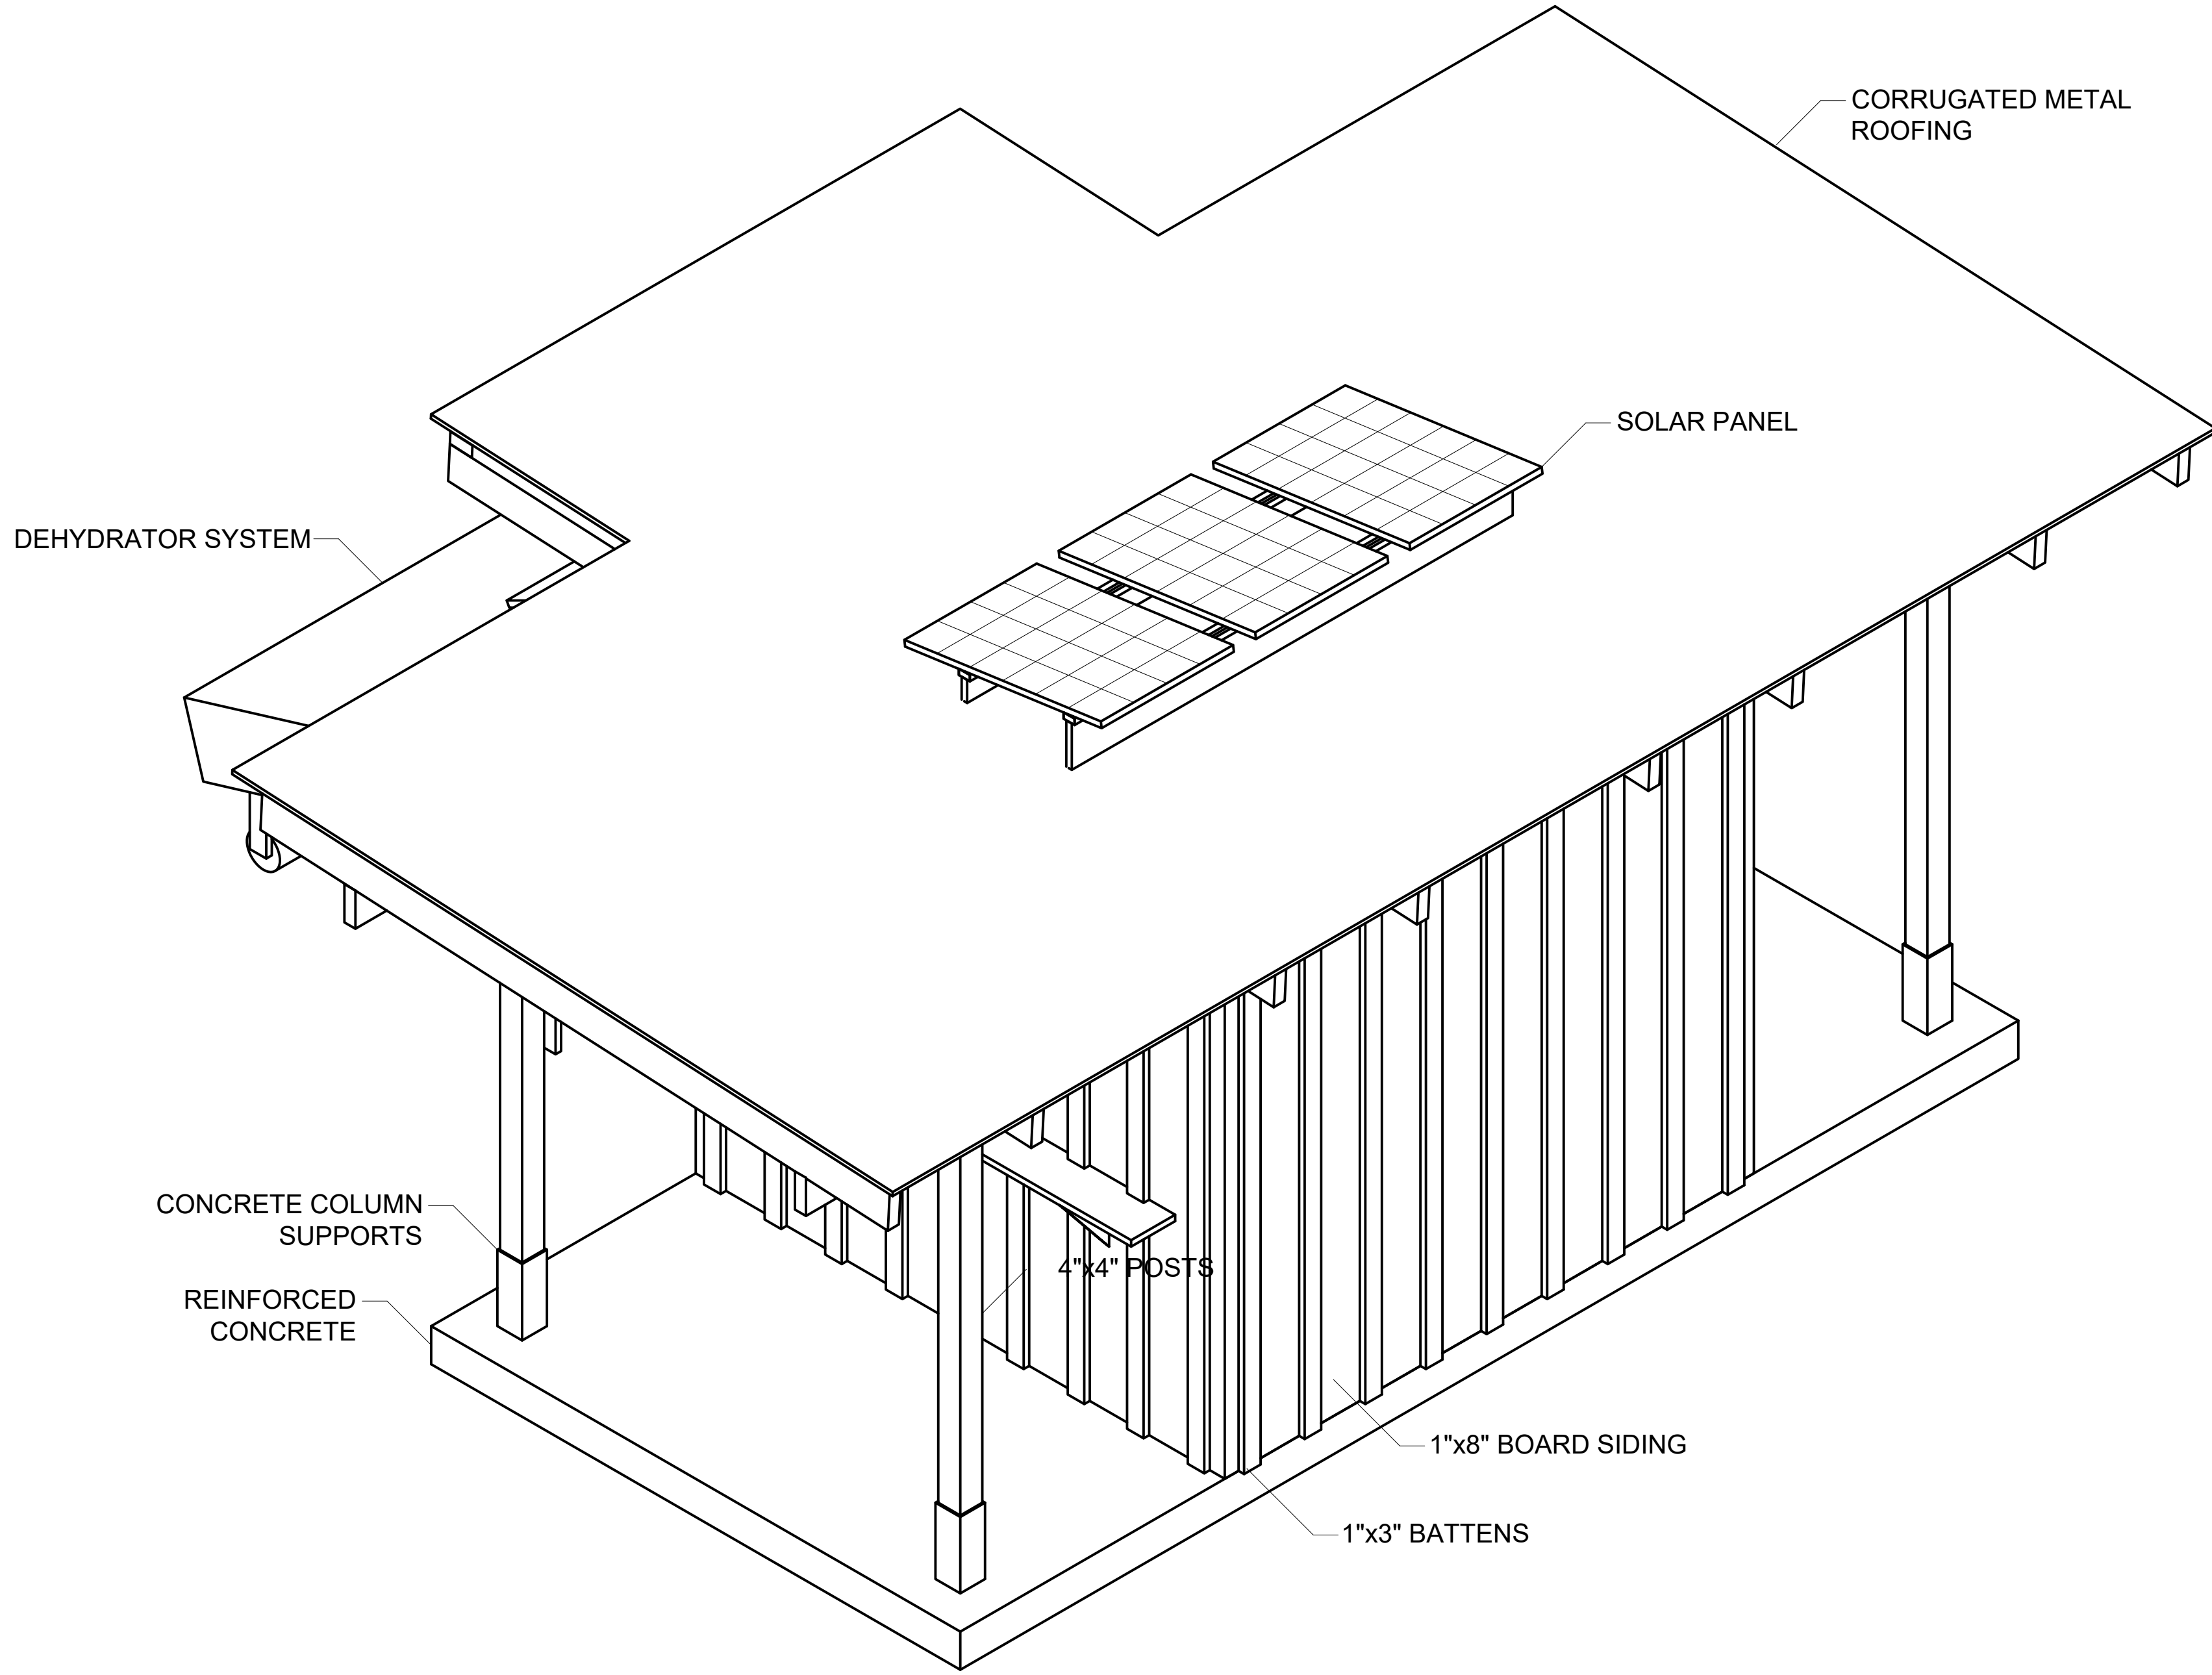 CORRUGATED METAL
ROOFING
SOLAR PANEL
DEHYDRATOR SYSTEM
CONCRETE COLUMN
SUPPORTS
4"x4" POSTS
REINFORCED
CONCRETE
1"x8" BOARD SIDING
1"x3" BATTENS